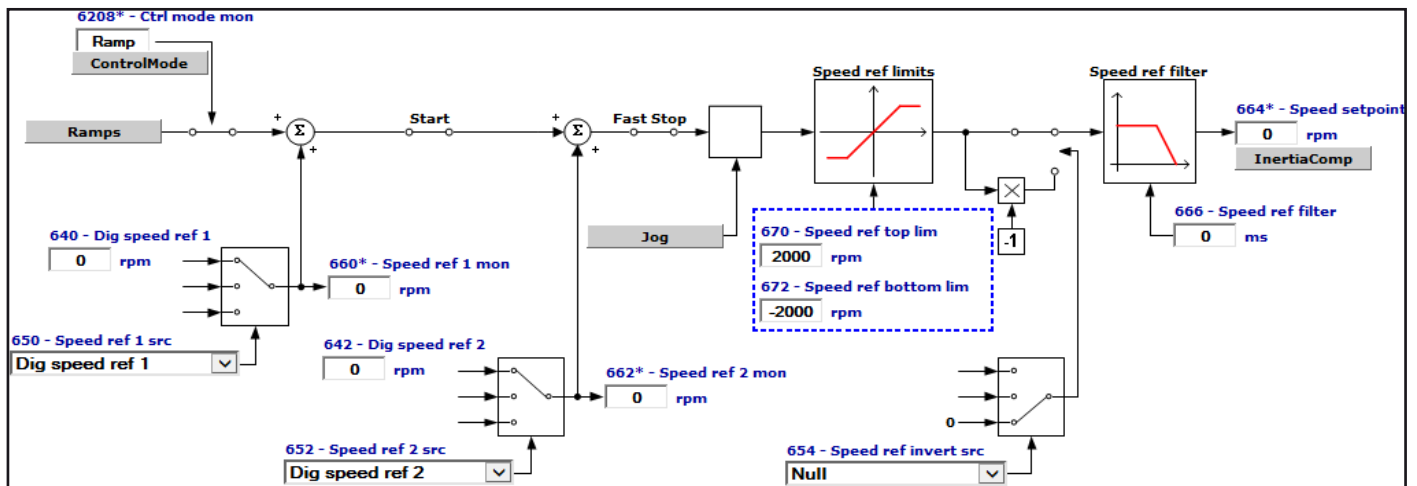 6208* - Ctrl mode mon
Ramp
ControlMode
Ramps
+
Σ
+
Start
+
Σ
+
Fast Stop
Speed ref limits
Speed ref filter
664* - Speed setpoint
0 rpm
InertiaComp
×
-1
Jog
670 - Speed ref top lim
2000 rpm
672 - Speed ref bottom lim
-2000 rpm
666 - Speed ref filter
0 ms
640 - Dig speed ref 1
0 rpm
660* - Speed ref 1 mon
0 rpm
650 - Speed ref 1 src
Dig speed ref 1
642 - Dig speed ref 2
0 rpm
662* - Speed ref 2 mon
0 rpm
652 - Speed ref 2 src
Dig speed ref 2
0
654 - Speed ref invert src
Null